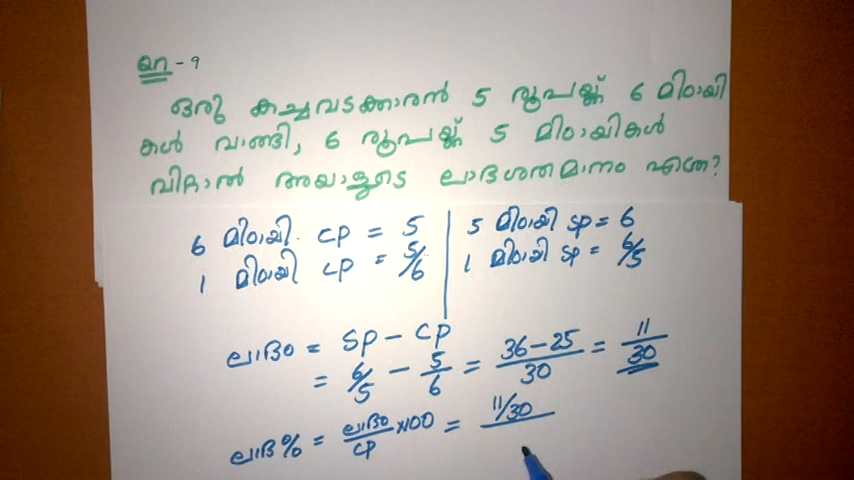 ഉദ - 9
ഒരു കച്ചവടക്കാരൻ 5 രൂപയ്ക്ക് 6 മിഠായി
കൾ വാങ്ങി, 6 രൂപയ്ക്ക് 5 മിഠായികൾ
വിറ്റാൽ അയാളുടെ ലാഭശതമാനം എത്ര?
6 മിഠായി. CP = 5
1 മിഠായി CP = 5/6
5 മിഠായി SP = 6
1 മിഠായി SP = 6/5
ലാഭം = SP - CP
= 6/5 - 5/6 = 36-25/30 = 11/30
ലാഭ% = ലാഭം/CP x100 = 11/30